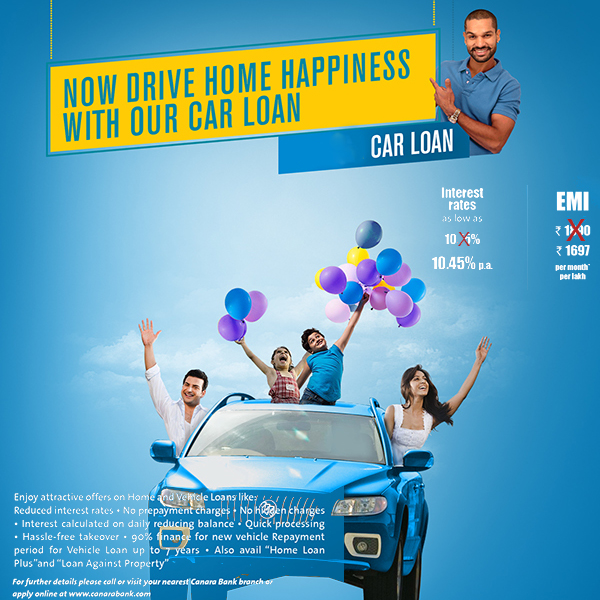 NOW DRIVE HOME HAPPINESS
WITH OUR CAR LOAN
CAR LOAN
Interest
rates
as low as
10.45% p.a.
EMI
₹ 1697
per month*
per lakh
Enjoy attractive offers on Home and Vehicle Loans like:
Reduced interest rates • No prepayment charges • No hidden charges
• Interest calculated on daily reducing balance • Quick processing
• Hassle-free takeover • 90% finance for new vehicle Repayment
period for Vehicle Loan up to 7 years • Also avail “Home Loan
Plus”and “Loan Against Property”
For further details please call or visit your nearest Canara Bank branch or
apply online at www.canarabank.com